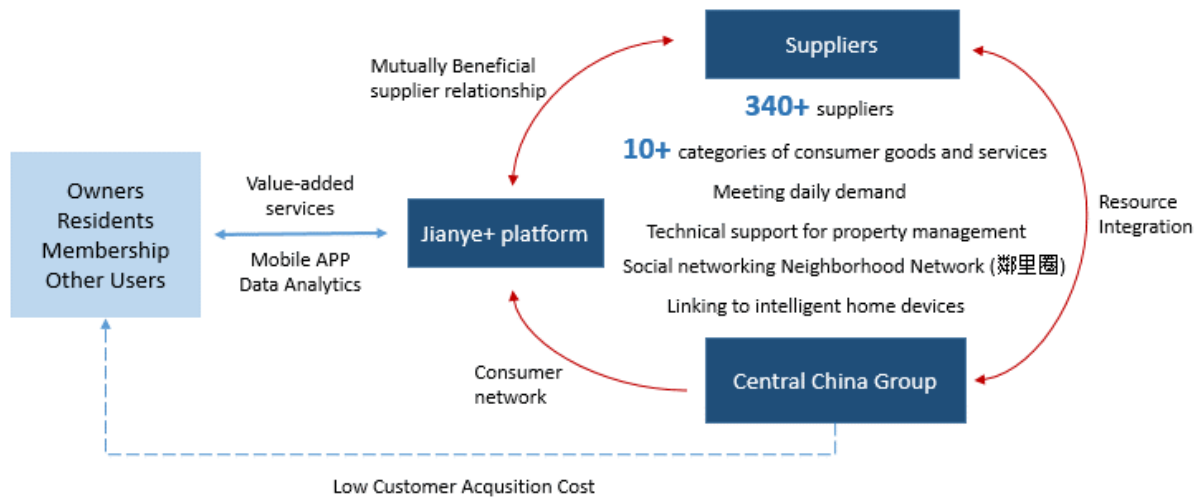 Suppliers
Mutually Beneficial
supplier relationship
340+ suppliers
10+ categories of consumer goods and services
Meeting daily demand
Technical support for property management
Social networking Neighborhood Network (鄰里圈)
Linking to intelligent home devices
Resource
Integration
Owners
Residents
Membership
Other Users
Value-added
services
Mobile APP
Data Analytics
Jianye+ platform
Consumer
network
Central China Group
Low Customer Acqusition Cost